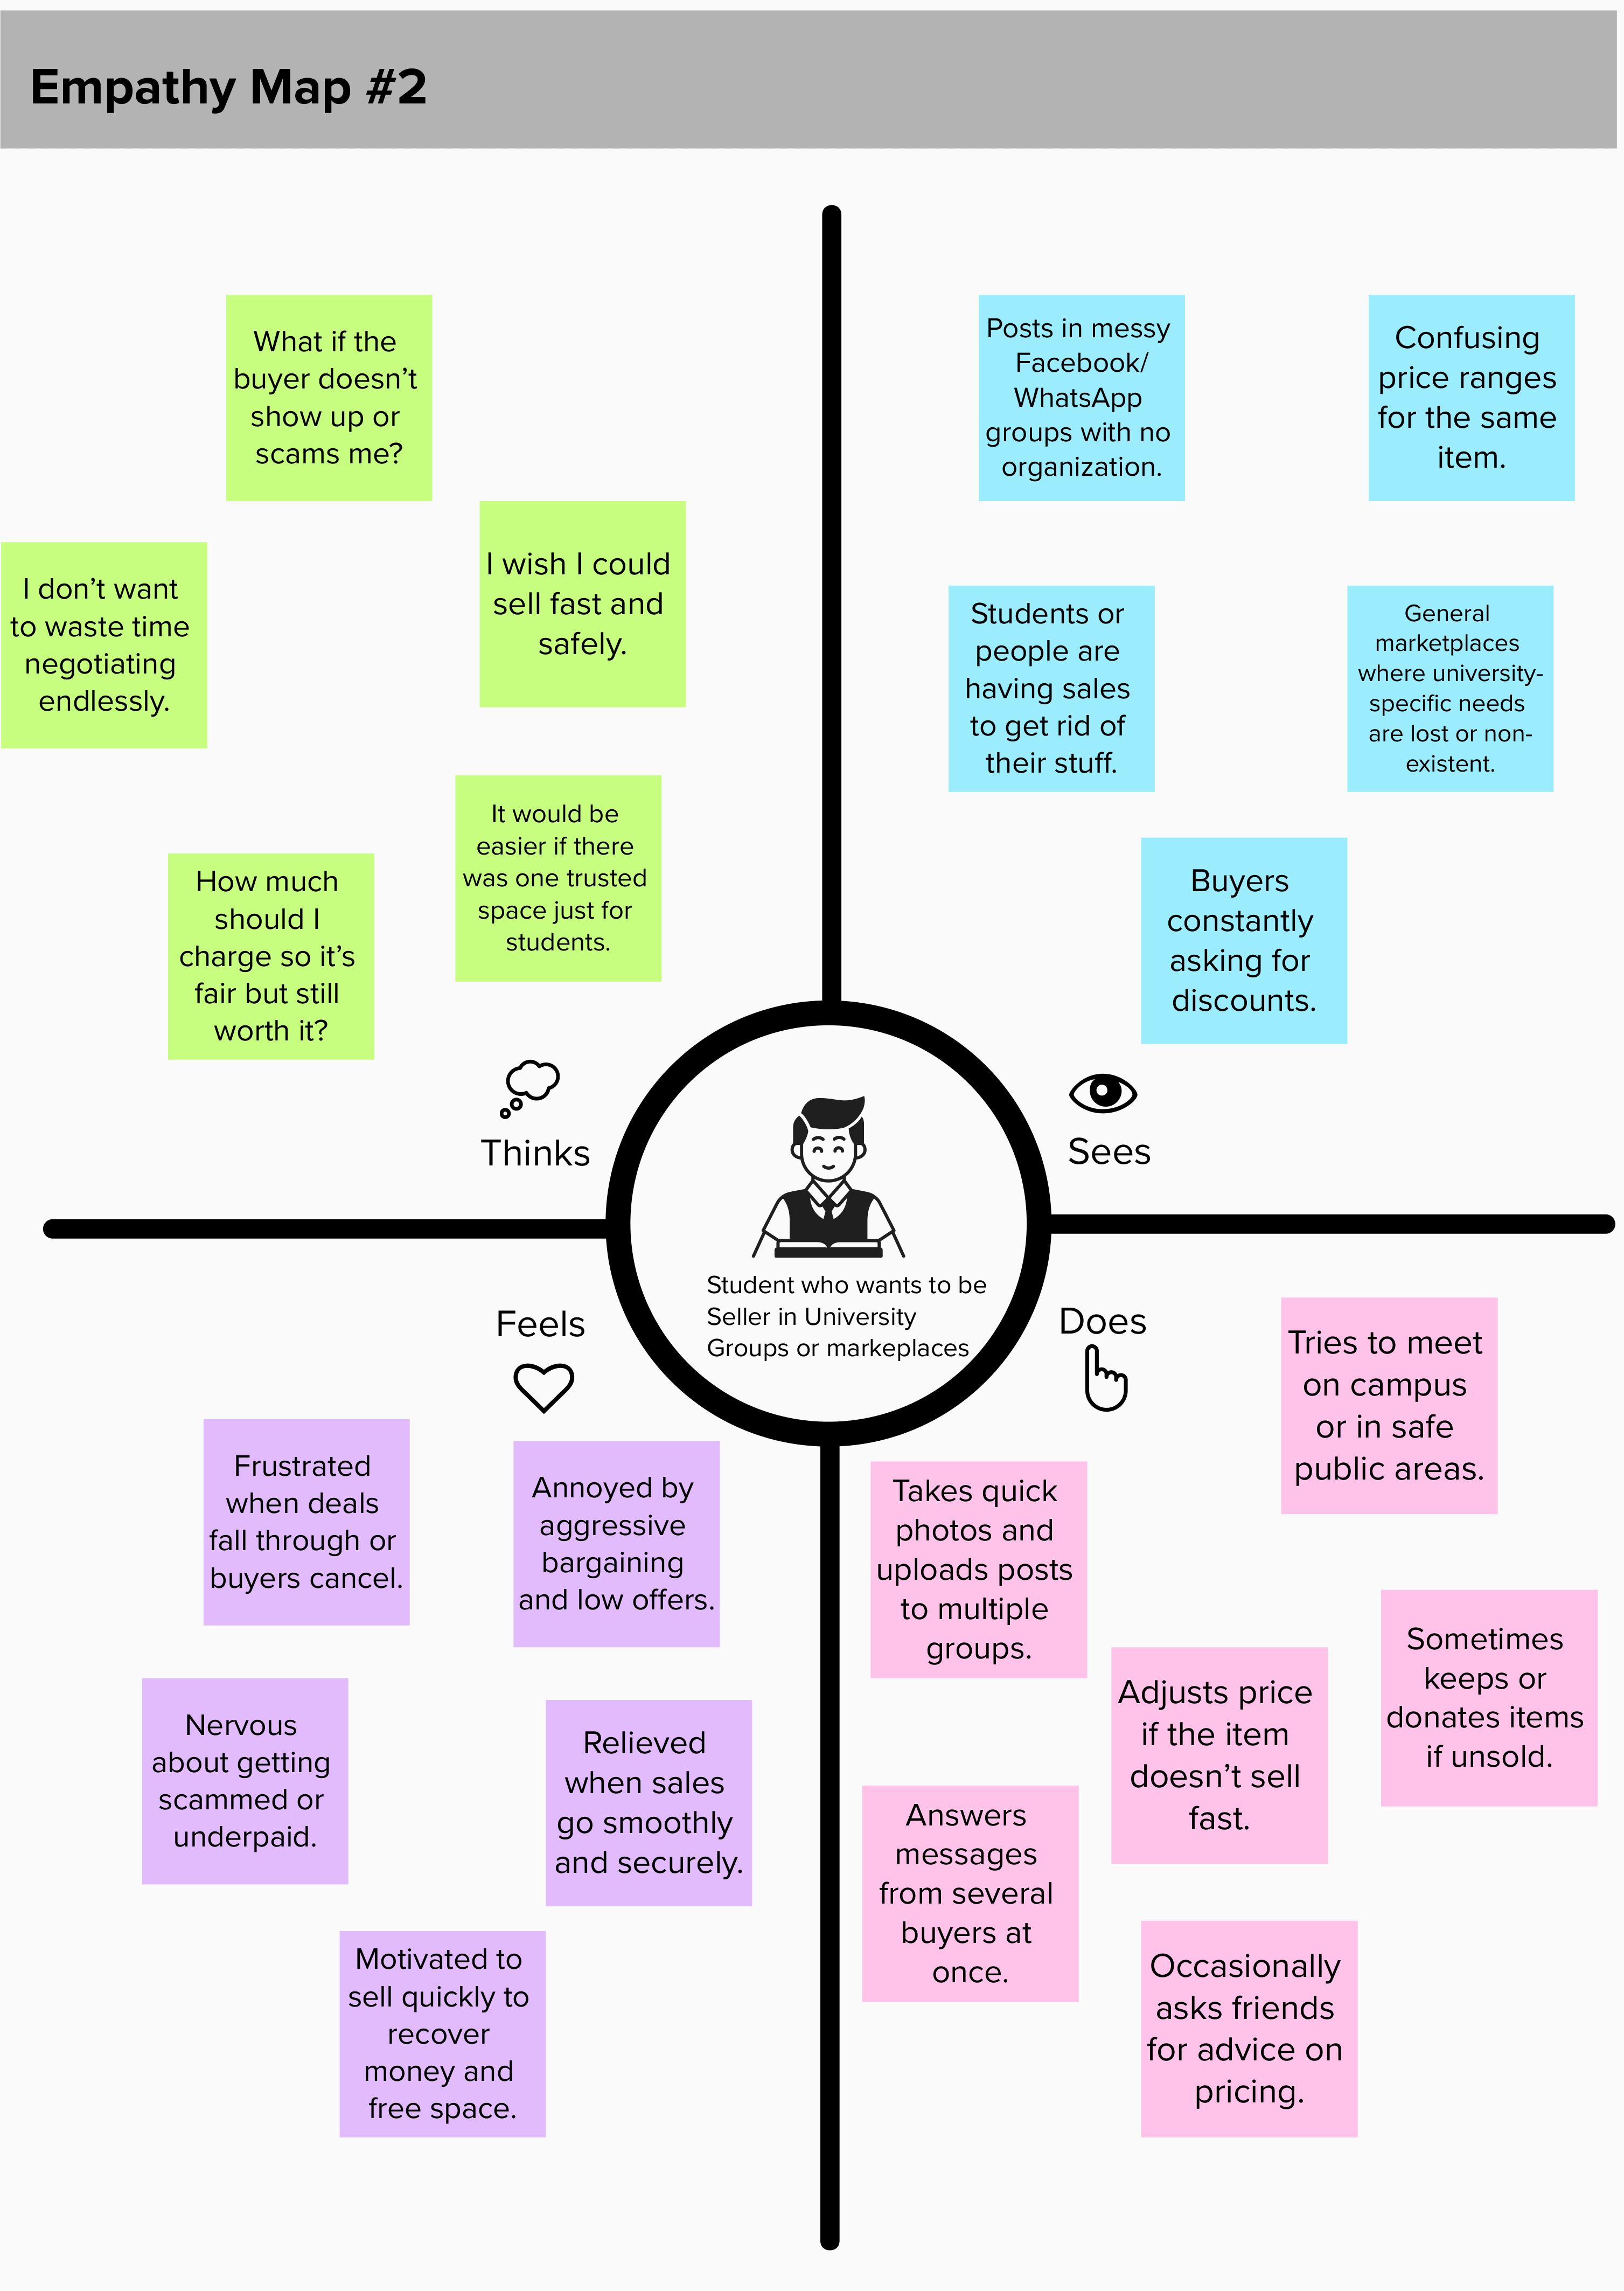 Empathy Map #2
What if the
buyer doesn’t
show up or
scams me?
I wish I could
sell fast and
safely.
I don’t want
to waste time
negotiating
endlessly.
It would be
easier if there
was one trusted
space just for
students.
How much
should I
charge so it’s
fair but still
worth it?
Thinks
Posts in messy
Facebook/
WhatsApp
groups with no
organization.
Confusing
price ranges
for the same
item.
Students or
people are
having sales
to get rid of
their stuff.
General
marketplaces
where university-
specific needs
are lost or non-
existent.
Buyers
constantly
asking for
discounts.
Sees
Student who wants to be
Seller in University
Groups or markeplaces
Feels
Frustrated
when deals
fall through or
buyers cancel.
Annoyed by
aggressive
bargaining
and low offers.
Nervous
about getting
scammed or
underpaid.
Relieved
when sales
go smoothly
and securely.
Motivated to
sell quickly to
recover
money and
free space.
Does
Tries to meet
on campus
or in safe
public areas.
Takes quick
photos and
uploads posts
to multiple
groups.
Sometimes
keeps or
donates items
if unsold.
Adjusts price
if the item
doesn’t sell
fast.
Answers
messages
from several
buyers at
once.
Occasionally
asks friends
for advice on
pricing.